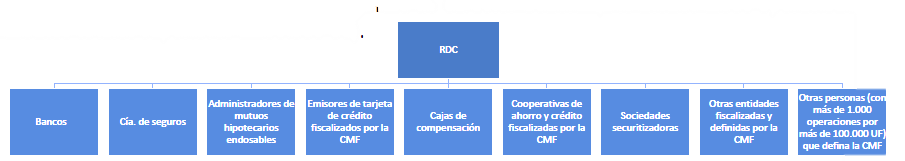 RDC
Bancos
Cía. de seguros
Administradores de
mutuos
hipotecarios
endosables
Emisores de tarjeta
de crédito
fiscalizados por la
CMF
Cajas de
compensación
Cooperativas de
ahorro y crédito
fiscalizadas por la
CMF
Sociedades
securitizadoras
Otras entidades
fiscalizadas y
definidas por la
CMF
Otras personas (con
más de 1.000
operaciones por
más de 100.000 UF)
que defina la CMF